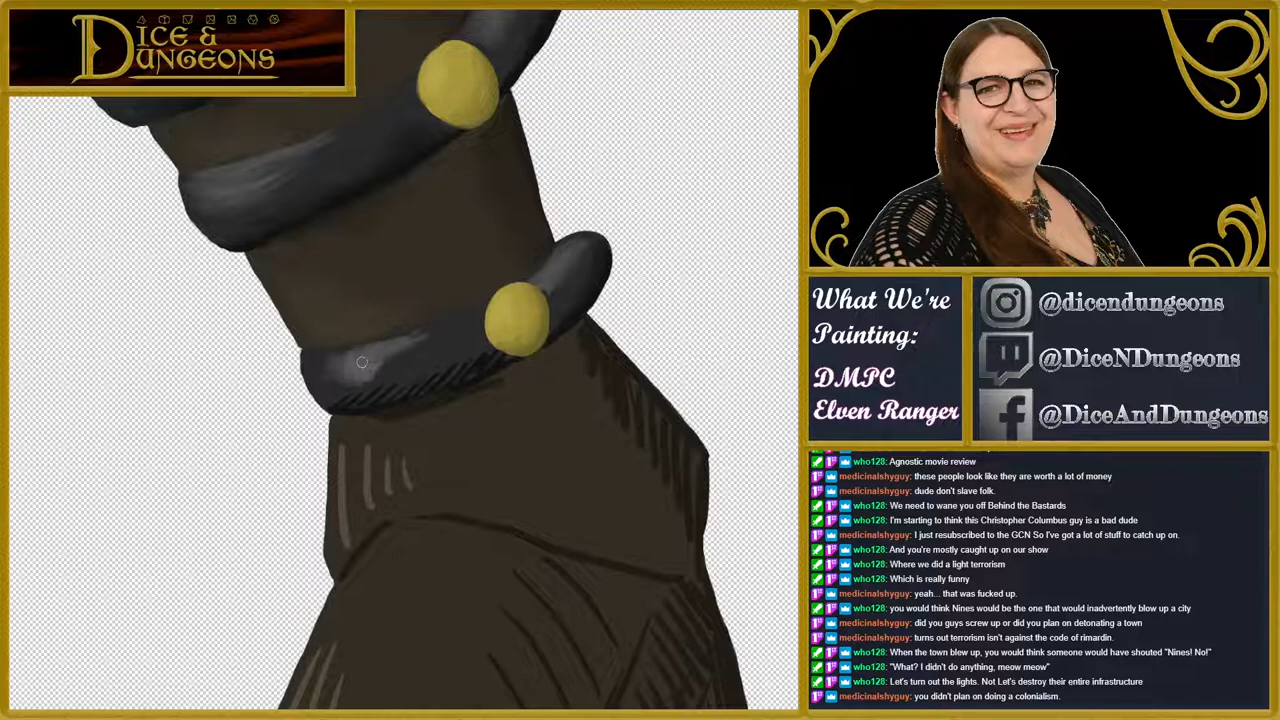 DICE &
DUNGEONS
What We're
Painting:
DMPC
Elven Ranger
@dicendungeons
@DiceNDungeons
@DiceAndDungeons
who128: Agnostic movie review
medicinalshyguy: these people look like they are worth a lot of money
medicinalshyguy: dude don't slave folk.
who128: We need to wane you off Behind the Bastards
who128: I'm starting to think this Christopher Columbus guy is a bad dude
medicinalshyguy: I just resubscribed to the GCN So I've got a lot of stuff to catch up on.
who128: And you're mostly caught up on our show
who128: Where we did a light terrorism
who128: Which is really funny
medicinalshyguy: yeah... that was fucked up.
who128: you would think Nines would be the one that would inadvertently blow up a city
medicinalshyguy: did you guys screw up or did you plan on detonating a town
medicinalshyguy: turns out terrorism isn't against the code of rimardin.
who128: When the town blew up, you would think someone would have shouted "Nines! No!"
who128: "What? I didn't do anything, meow meow"
who128: Let's turn out the lights. Not Let's destroy their entire infrastructure
medicinalshyguy: you didn't plan on doing a colonialism.